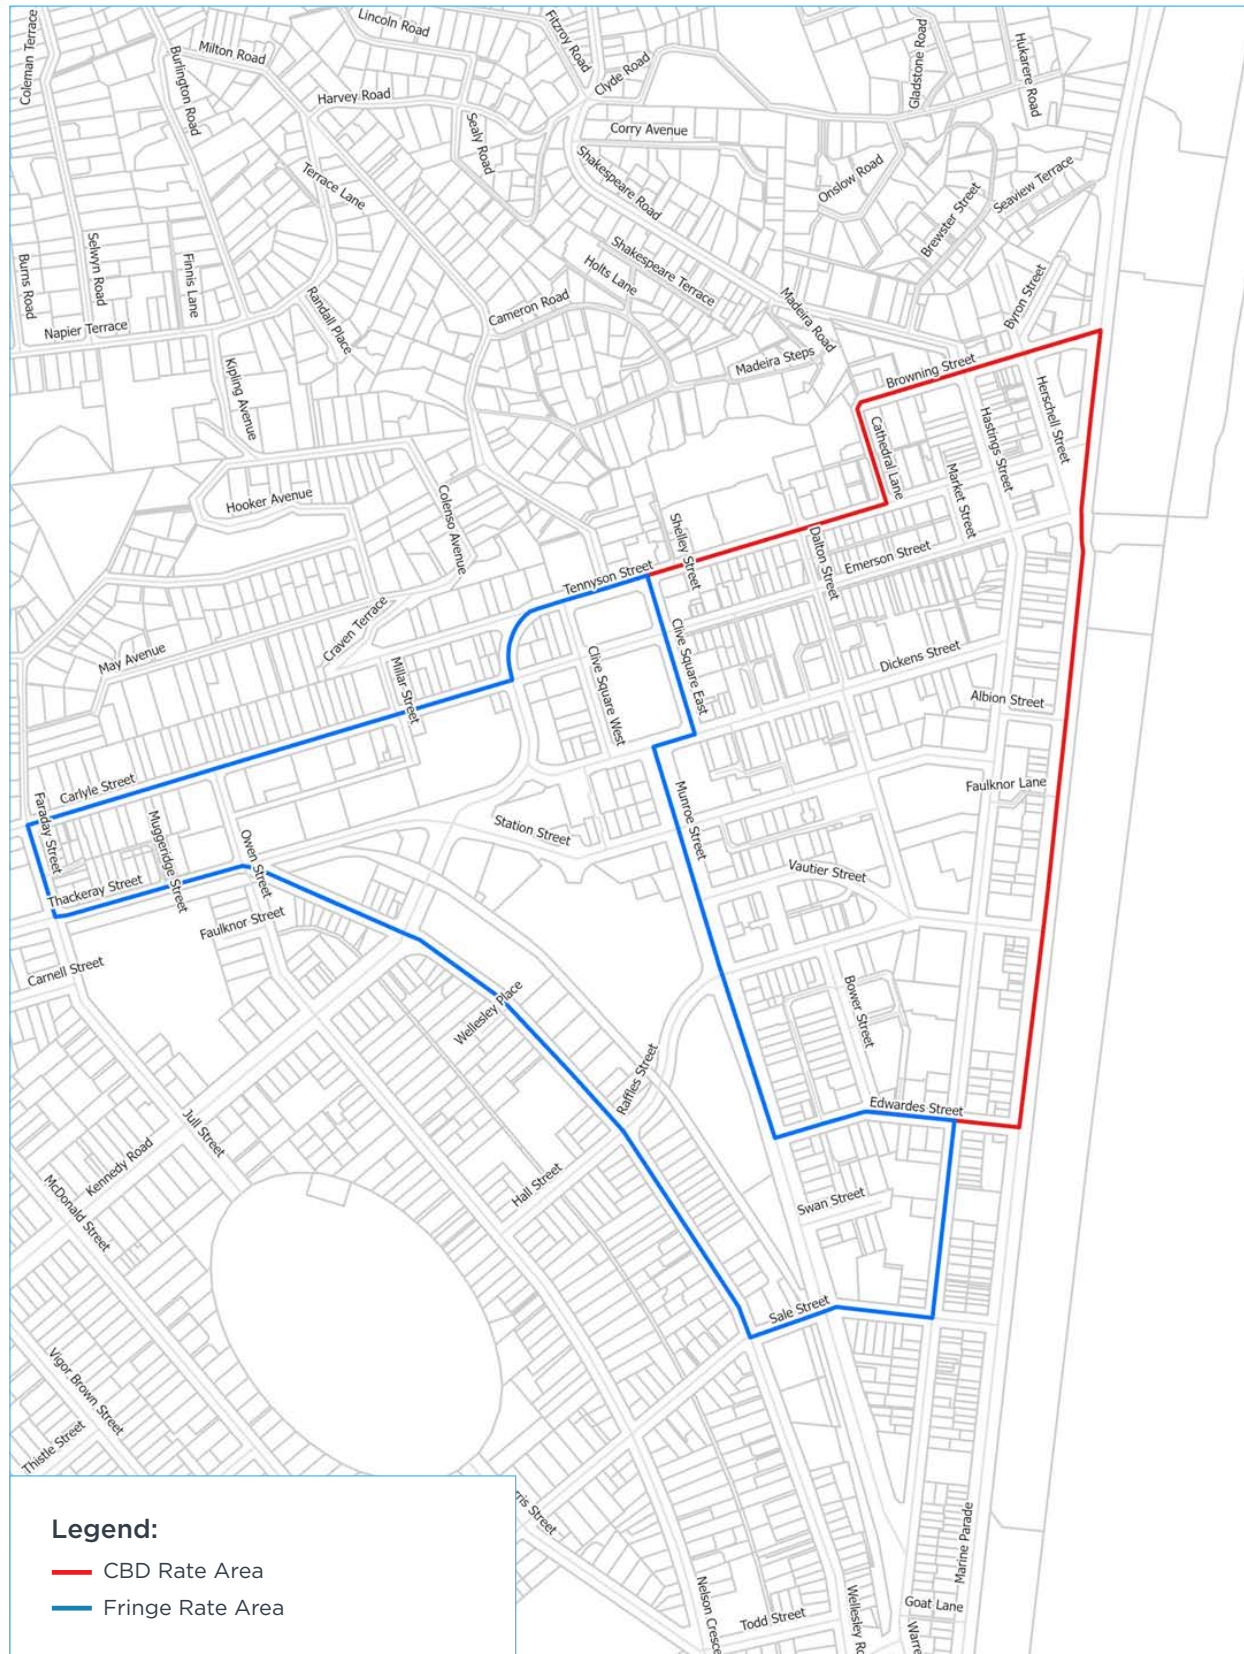 Coleman Terrace
Lincoln Road
Fitzroy Road
Gladstone Road
Hukarere Road
Milton Road
Burlington Road
Clyde Road
Harvey Road
Sealy Road
Corry Avenue
Shakespeare Road
Terrace Lane
Onslow Road
Seaview Terrace
Brewster Street
Burns Road
Selwyn Road
Finnis Lane
Shakespeare Terrace
Holts Lane
Byron Street
Randall Place
Cameron Road
Madeira Road
Napier Terrace
Madeira Steps
Browning Street
Kipling Avenue
Herschell Street
Cathedral Lane
Hastings Street
Hooker Avenue
Colenso Avenue
Market Street
Shelley Street
Dalton Street
Emerson Street
Tennyson Street
Craven Terrace
Clive Square East
May Avenue
Millar Street
Clive Square West
Dickens Street
Albion Street
Carlyle Street
Faulknor Lane
Faraday Street
Muggeridge Street
Owen Street
Station Street
Munroe Street
Vautier Street
Thackeray Street
Faulknor Street
Carnell Street
Wellesley Place
Bower Street
Raffles Street
Edwardes Street
Jull Street
Kennedy Road
McDonald Street
Hall Street
Swan Street
Sale Street
Vigor Brown Street
Thistle Street
rris Street
Marine Parade
Nelson Cresce
Todd Street
Wellesley Ro
Goat Lane
Warre
Legend:
CBD Rate Area
Fringe Rate Area